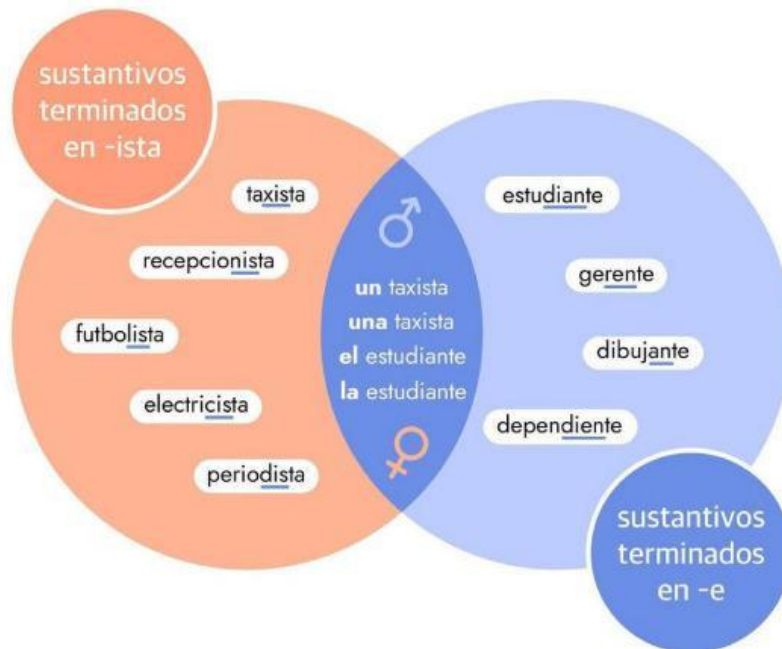 sustantivos
terminados
en -ista
taxista
recepcionista
futbolista
electricista
periodista
un taxista
una taxista
el estudiante
la estudiante
estudiante
gerente
dibujante
dependiente
sustantivos
terminados
en -e